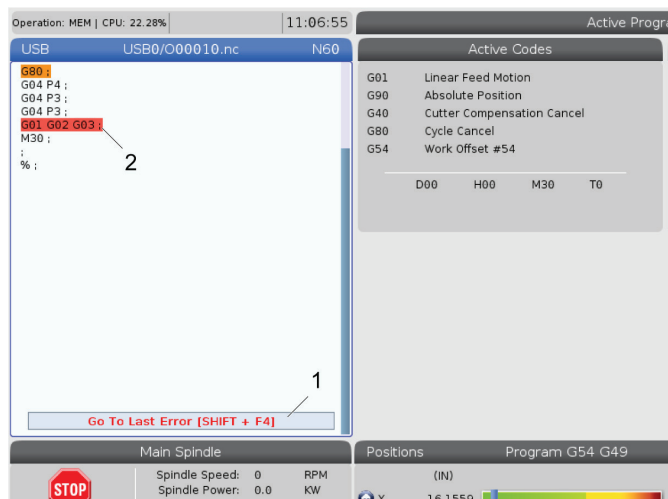 Operation: MEM | CPU: 22.28%
11:06:55
Active Progra
USB USB0/O00010.nc N60
G80 ;
G04 P4 ;
G04 P3 ;
G04 P3 ;
G01 G02 G03 ;
M30 ;
;
% ;
2
1
Go To Last Error [SHIFT + F4]
Active Codes
G01 Linear Feed Motion
G90 Absolute Position
G40 Cutter Compensation Cancel
G80 Cycle Cancel
G54 Work Offset #54
D00 H00 M30 T0
Main Spindle
STOP
Spindle Speed: 0 RPM
Spindle Power: 0.0 KW
Positions Program G54 G49
(IN)
X 16.1559